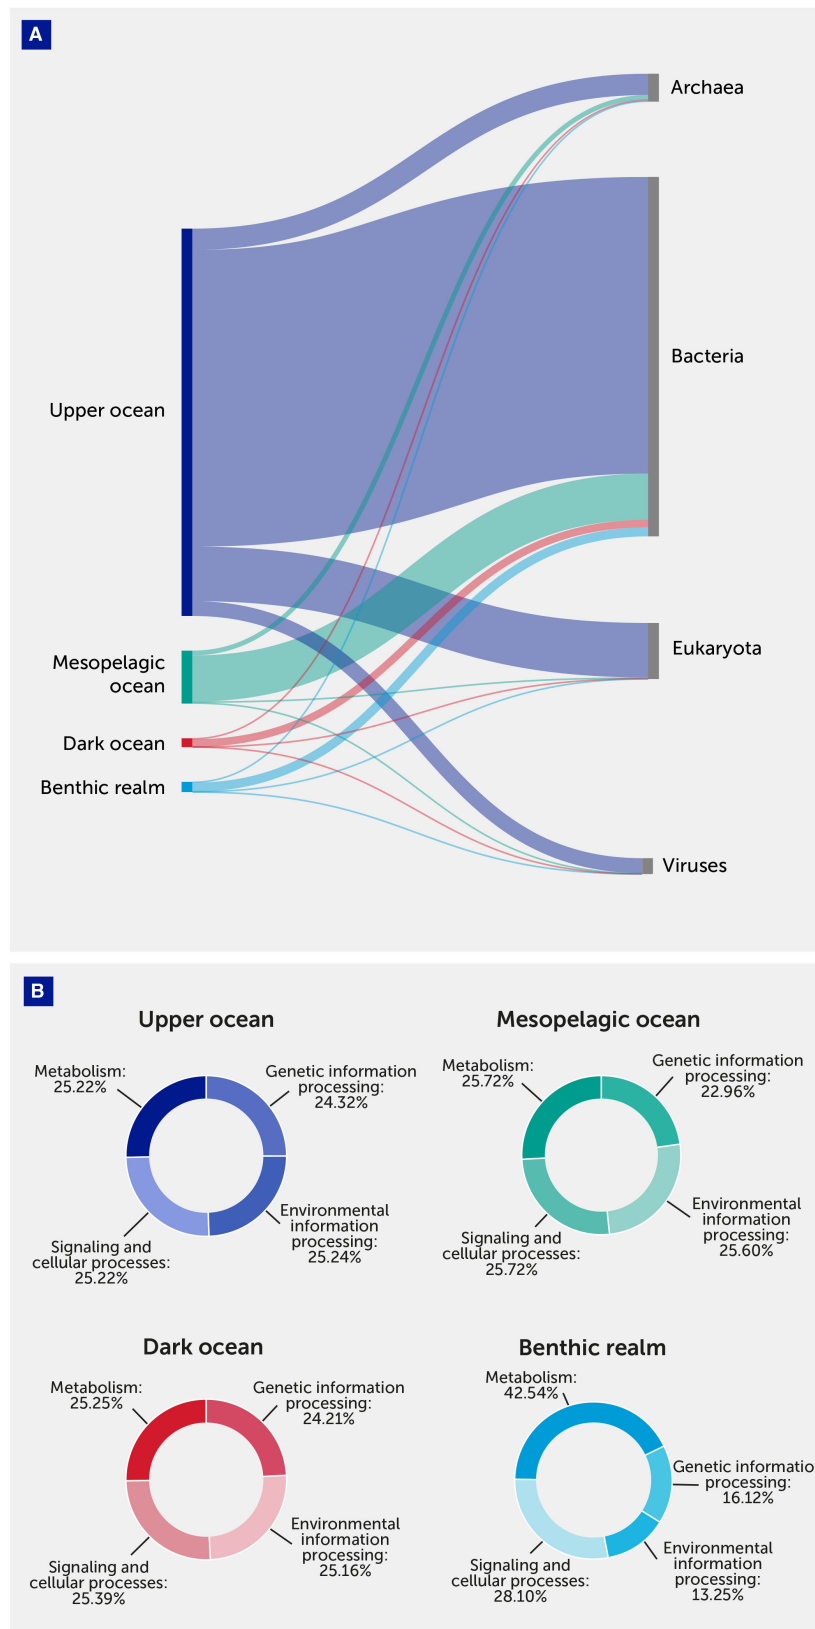 A
Archaea
Bacteria
Upper ocean
Eukaryota
Mesopelagic
ocean
Dark ocean
Benthic realm
Viruses
B
Upper ocean
Metabolism:
25.22%
Genetic information
processing:
24.32%
Environmental
information
processing:
25.24%
Signaling and
cellular processes:
25.22%
Mesopelagic ocean
Metabolism:
25.72%
Genetic information
processing:
22.96%
Environmental
information
processing:
25.60%
Signaling and
cellular processes:
25.72%
Dark ocean
Metabolism:
25.25%
Genetic information
processing:
24.21%
Environmental
information
processing:
25.16%
Signaling and
cellular processes:
25.39%
Benthic realm
Metabolism:
42.54%
Genetic informatio
processing:
16.12%
Environmental
information
processing:
13.25%
Signaling and
cellular processes:
28.10%